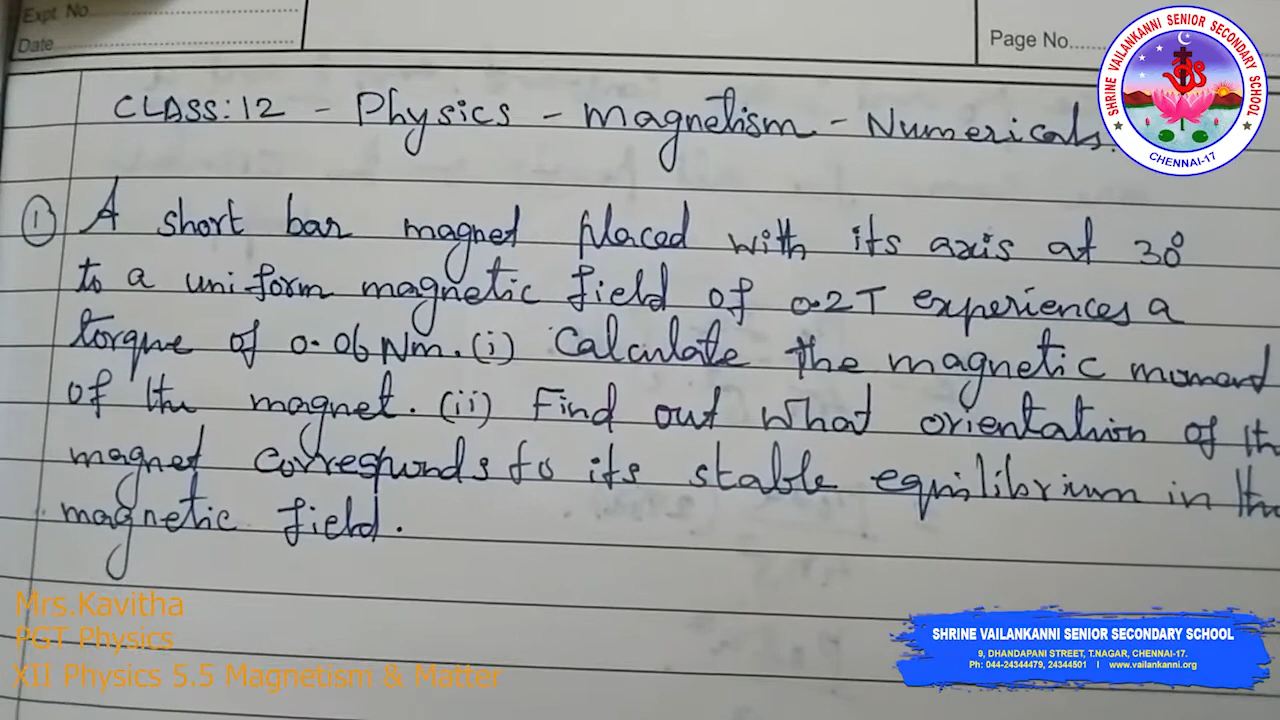 Expt. No.
Date
Page No.
SHRINE VAILANKANNI SENIOR SECONDARY SCHOOL
CHENNAI-17
CLASS: 12 - Physics - Magnetism - Numericals.
① A short bar magnet placed with its axis at 30°
to a uniform magnetic field of 0.2T experiences a
torque of 0.06Nm. (i) Calculate the magnetic moment
of the magnet. (ii) Find out what orientation of th
magnet corresponds to its stable equilibrium in the
magnetic field.
Mrs.Kavitha
PGT Physics
XII Physics 5.5 Magnetism & Matter
SHRINE VAILANKANNI SENIOR SECONDARY SCHOOL
9, DHANDAPANI STREET, T.NAGAR, CHENNAI-17.
Ph: 044-24344479, 24344501 | www.vailankanni.org